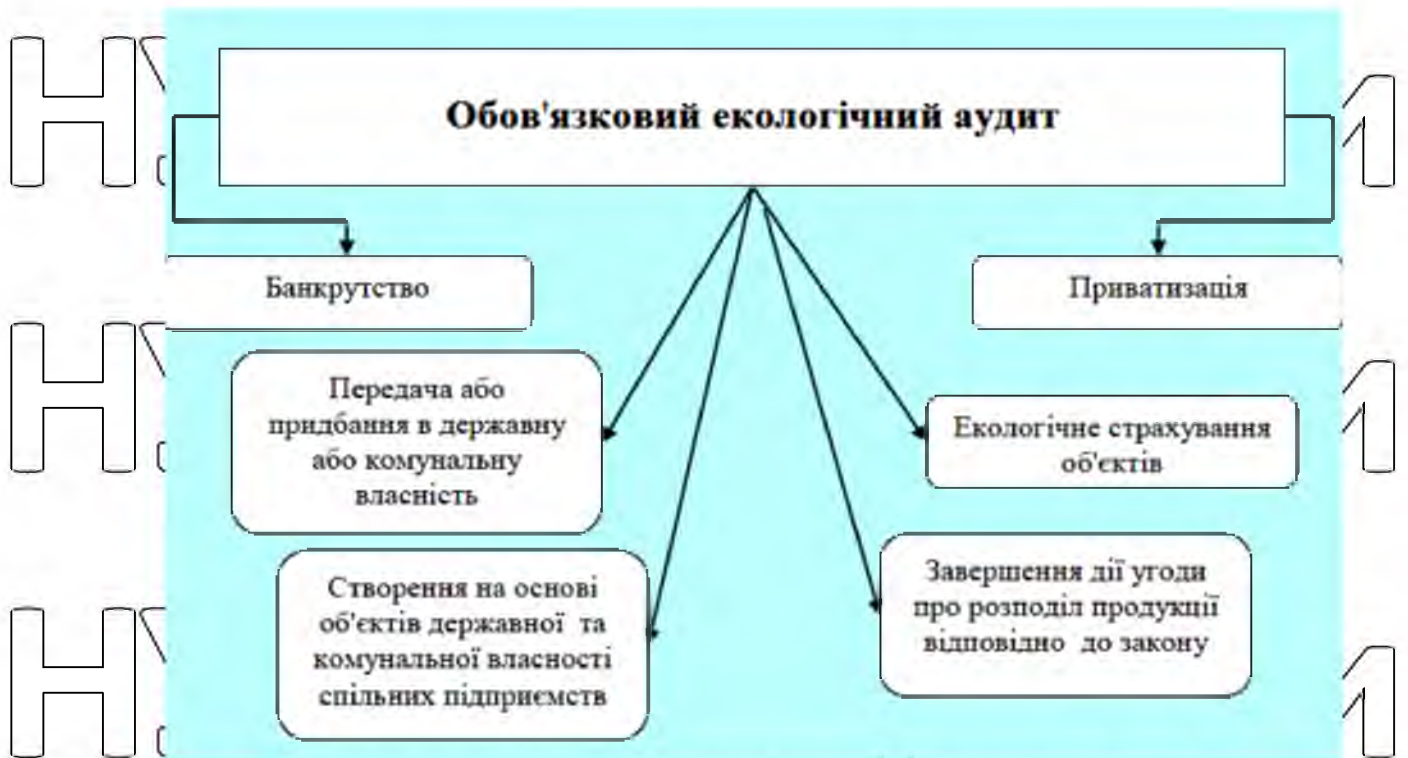 Обов'язковий екологічний аудит
Банкрутство
Приватизація
Передача або
придбання в державну
або комунальну
власність
Екологічне страхування
об'єктів
Створення на основі
об'єктів державної та
комунальної власності
спільних підприємств
Завершення дії угоди
про розподіл продукції
відповідно до закону